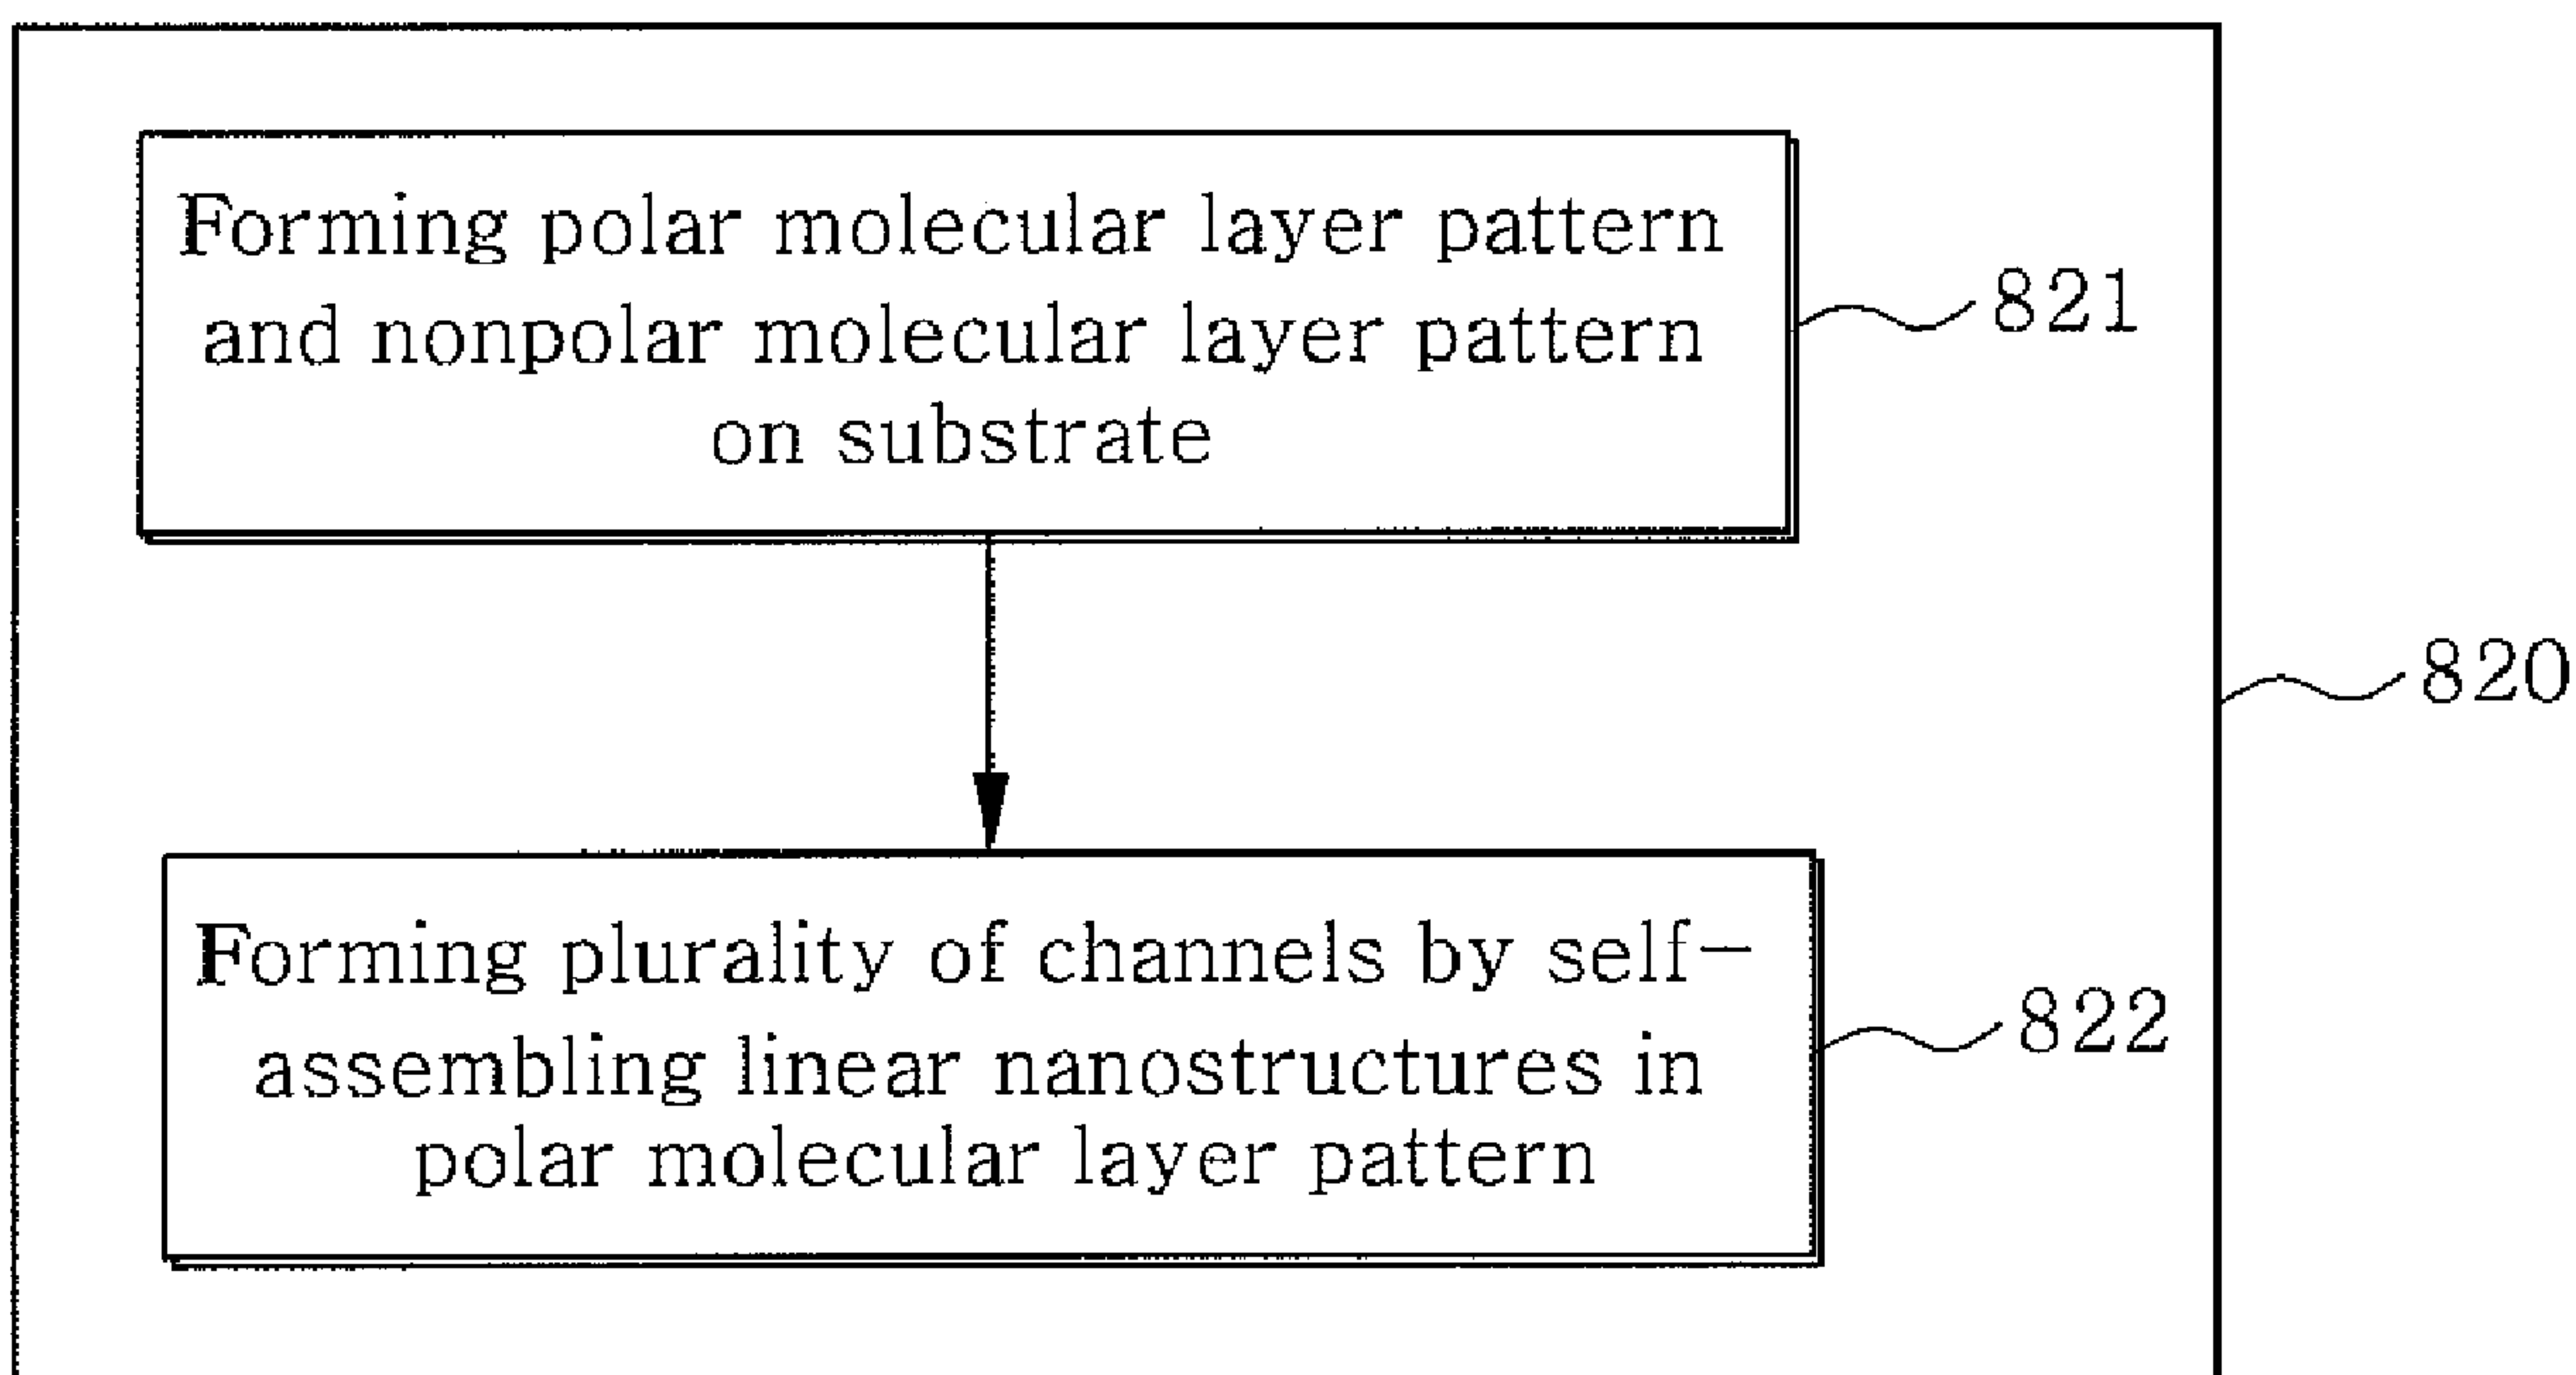 Forming polar molecular layer pattern
and nonpolar molecular layer pattern
on substrate
821
820
Forming plurality of channels by self-
assembling linear nanostructures in
polar molecular layer pattern
822